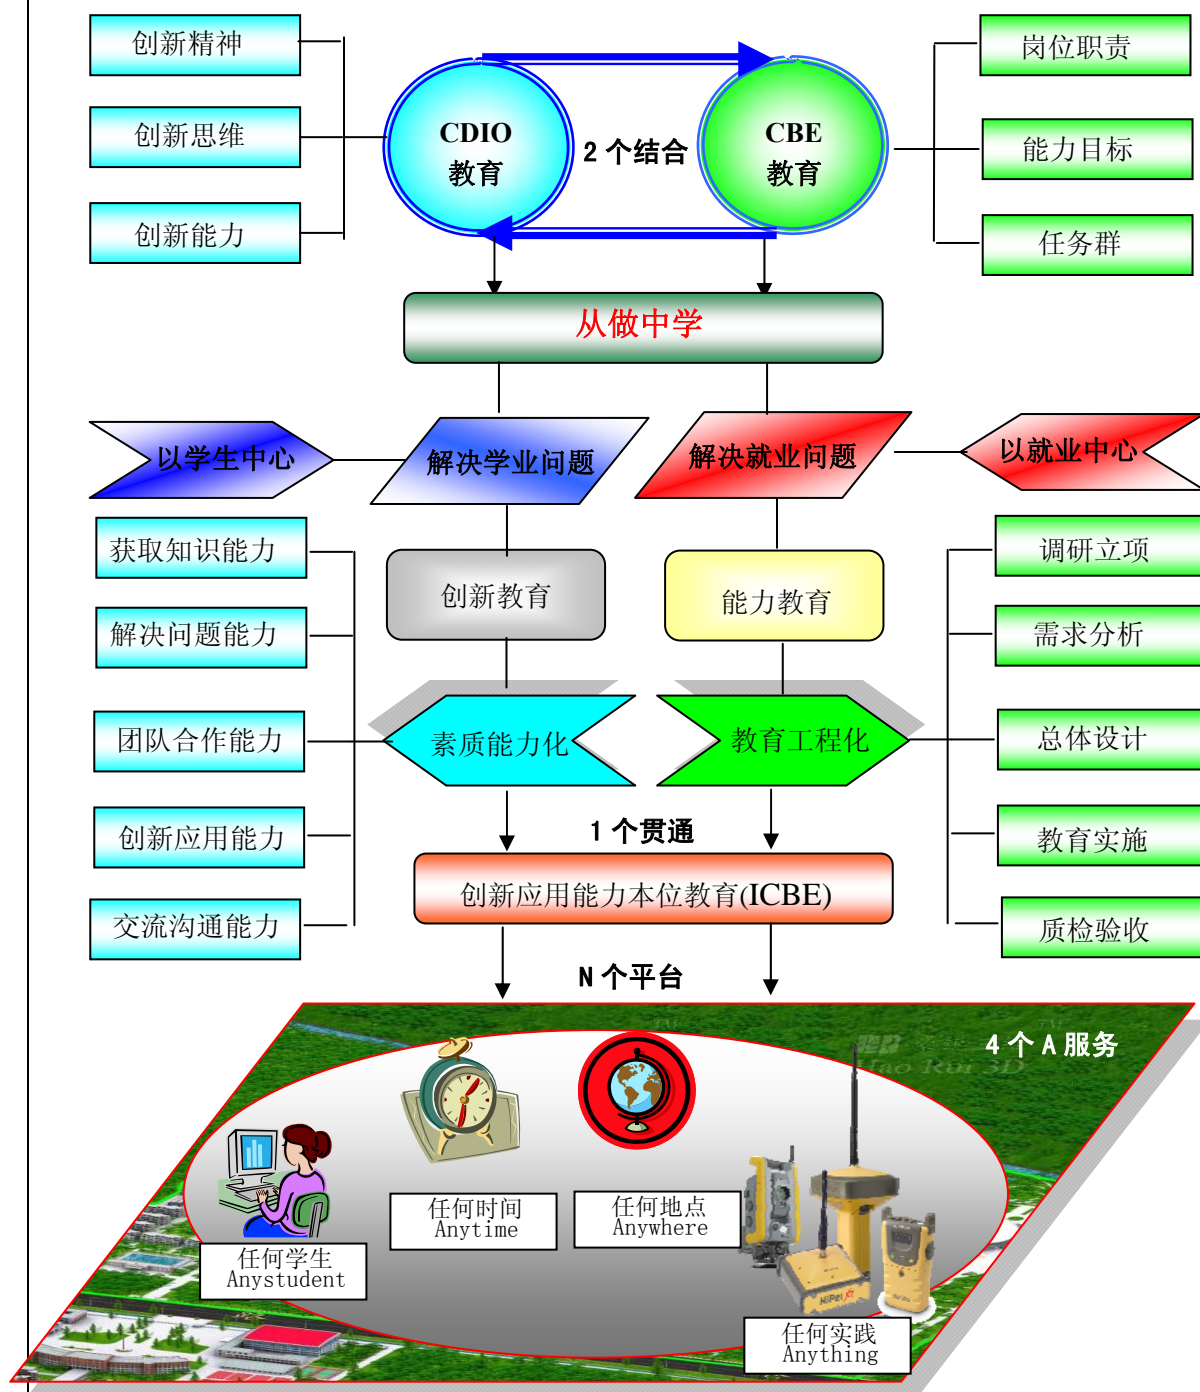 创新精神
岗位职责
CDIO
教育
2 个结合
CBE
教育
创新思维
能力目标
创新能力
任务群
从做中学
以学生中心
解决学业问题
解决就业问题
以就业中心
获取知识能力
创新教育
能力教育
调研立项
解决问题能力
需求分析
团队合作能力
素质能力化
教育工程化
总体设计
创新应用能力
1 个贯通
教育实施
创新应用能力本位教育(ICBE)
交流沟通能力
质检验收
N 个平台
4 个 A 服务
Hao Rui 3D
任何时间
Anytime
任何地点
Anywhere
任何学生
Anystudent
HiPer
任何实践
Anything